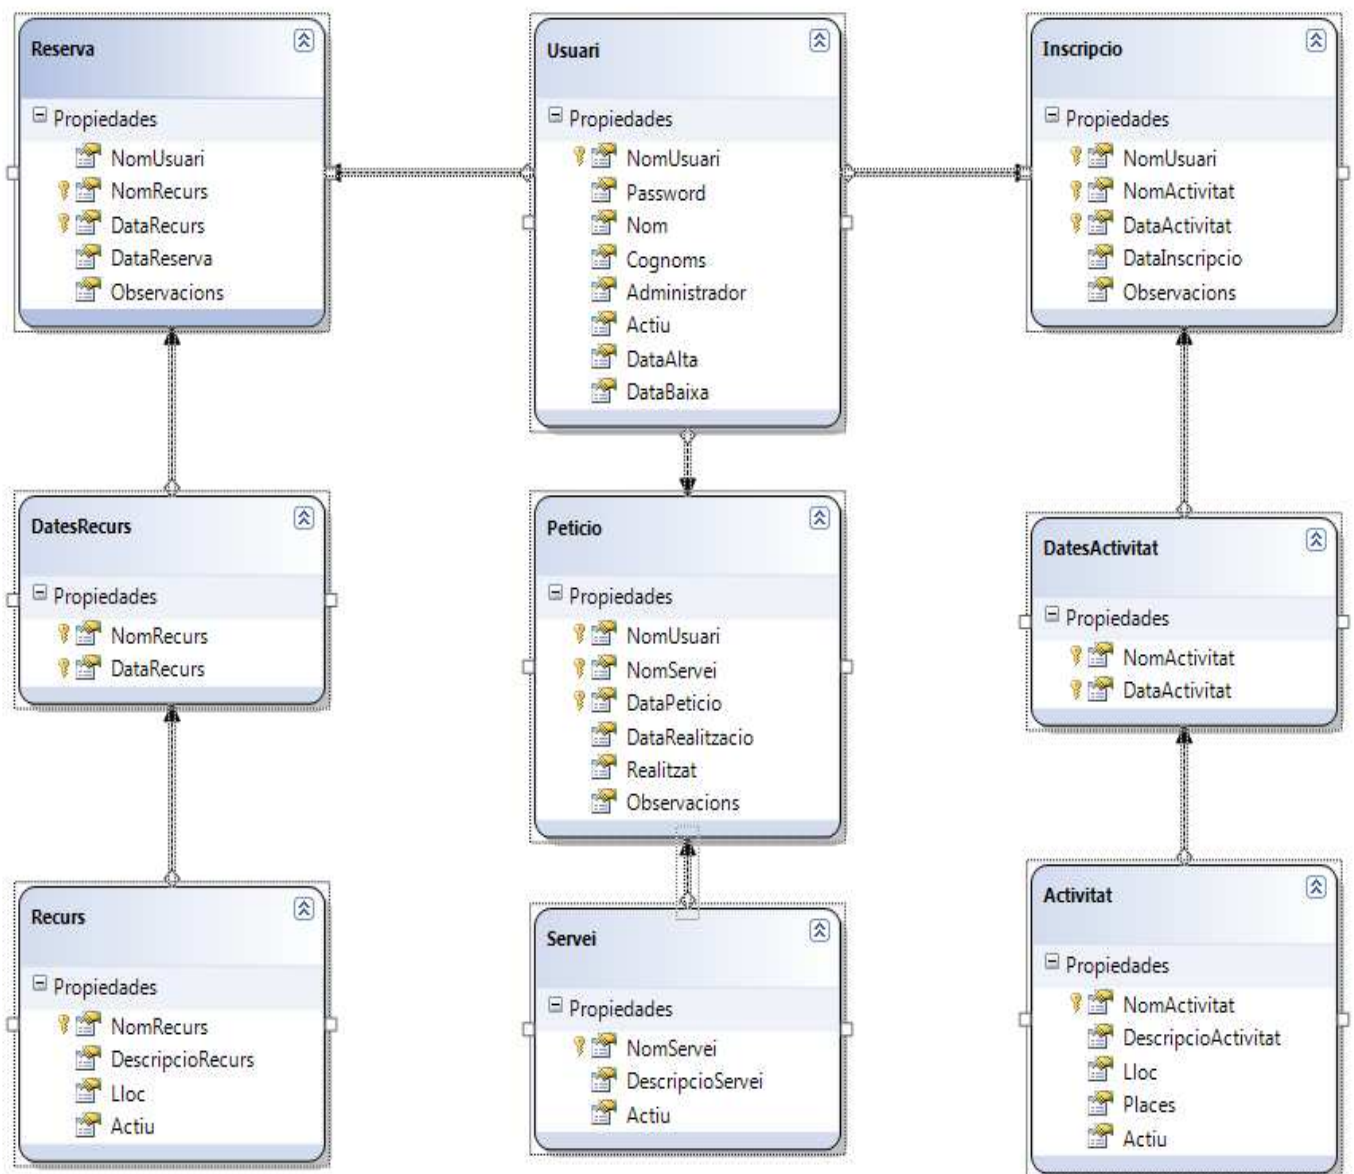 Reserva
Propiedades
NomUsuari
NomRecurs
DataRecurs
DataReserva
Observacions
Usuari
Propiedades
NomUsuari
Password
Nom
Cognoms
Administrador
Actiu
DataAlta
DataBaixa
Inscripcio
Propiedades
NomUsuari
NomActivitat
DataActivitat
DataInscripcio
Observacions
DatesRecurs
Propiedades
NomRecurs
DataRecurs
Peticio
Propiedades
NomUsuari
NomServei
DataPeticio
DataRealitzacio
Realitzat
Observacions
DatesActivitat
Propiedades
NomActivitat
DataActivitat
Recurs
Propiedades
NomRecurs
DescripcioRecurs
Lloc
Actiu
Servei
Propiedades
NomServei
DescripcioServei
Actiu
Activitat
Propiedades
NomActivitat
DescripcioActivitat
Lloc
Places
Actiu